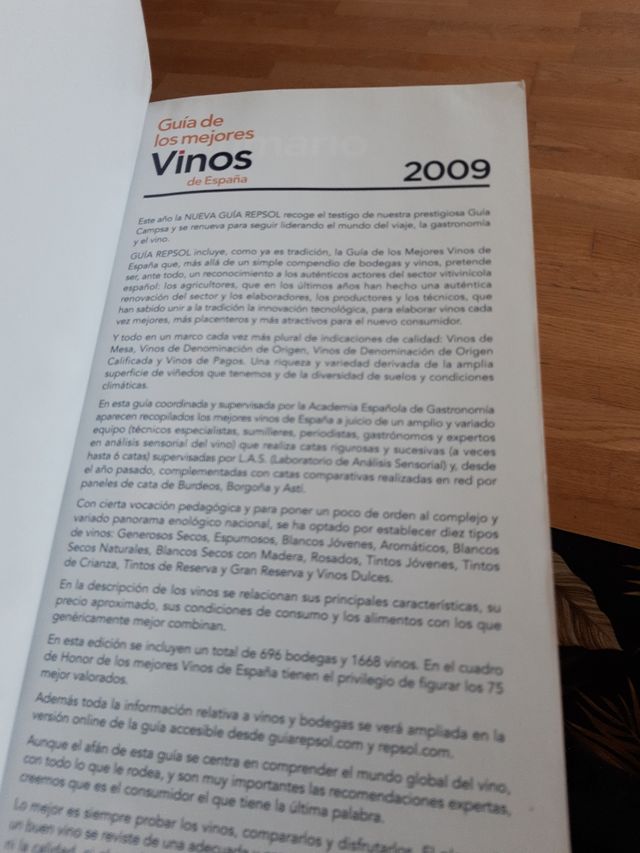 Guía de
los mejores
Vinos
de España
2009
Este año la NUEVA GUÍA REPSOL recoge el testigo de nuestra prestigiosa Guía
Campsa y se renueva para seguir liderando el mundo del viaje, la gastronomía
y el vino.
GUÍA REPSOL incluye, como ya es tradición, la Guía de los Mejores Vinos de
España que, más allá de un simple compendio de bodegas y vinos, pretende
ser, ante todo, un reconocimiento a los auténticos actores del sector vitivinícola
español: los agricultores, que en los últimos años han hecho una auténtica
renovación del sector y los elaboradores, los productores y los técnicos, que
han sabido unir a la tradición la innovación tecnológica, para elaborar vinos cada
vez mejores, más placenteros y más atractivos para el nuevo consumidor.
Y todo en un marco cada vez más plural de indicaciones de calidad: Vinos de
Mesa, Vinos de Denominación de Origen, Vinos de Denominación de Origen
Calificada y Vinos de Pagos. Una riqueza y variedad derivada de la amplia
superficie de viñedos que tenemos y de la diversidad de suelos y condiciones
climáticas.
En esta guía coordinada y supervisada por la Academia Española de Gastronomía
aparecen recopilados los mejores vinos de España a juicio de un amplio y variado
equipo (técnicos especialistas, sumilleres, periodistas, gastrónomos y expertos
en análisis sensorial del vino) que realiza catas rigurosas y sucesivas (a veces
hasta 6 catas) supervisadas por L.A.S. (Laboratorio de Análisis Sensorial) y, desde
el año pasado, complementadas con catas comparativas realizadas en red por
paneles de cata de Burdeos, Borgoña y Asti.
Con cierta vocación pedagógica y para poner un poco de orden al complejo y
variado panorama enológico nacional, se ha optado por establecer diez tipos
de vinos: Generosos Secos, Espumosos, Blancos Jóvenes, Aromáticos, Blancos
Secos Naturales, Blancos Secos con Madera, Rosados, Tintos Jóvenes, Tintos
de Crianza, Tintos de Reserva y Gran Reserva y Vinos Dulces.
En la descripción de los vinos se relacionan sus principales características, su
precio aproximado, sus condiciones de consumo y los alimentos con los que
genéricamente mejor combinan.
En esta edición se incluyen un total de 696 bodegas y 1668 vinos. En el cuadro
de Honor de los mejores Vinos de España tienen el privilegio de figurar los 75
mejor valorados.
Además toda la información relativa a vinos y bodegas se verá ampliada en la
versión online de la guía accesible desde guiarepsol.com y repsol.com.
Aunque el afán de esta guía se centra en comprender el mundo global del vino,
con todo lo que le rodea, y son muy importantes las recomendaciones expertas,
creemos que es el consumidor el que tiene la última palabra.
Lo mejor es siempre probar los vinos, compararlos y disfrutarlos. El
un buen vino se reviste de una adecuada
ni la calidad